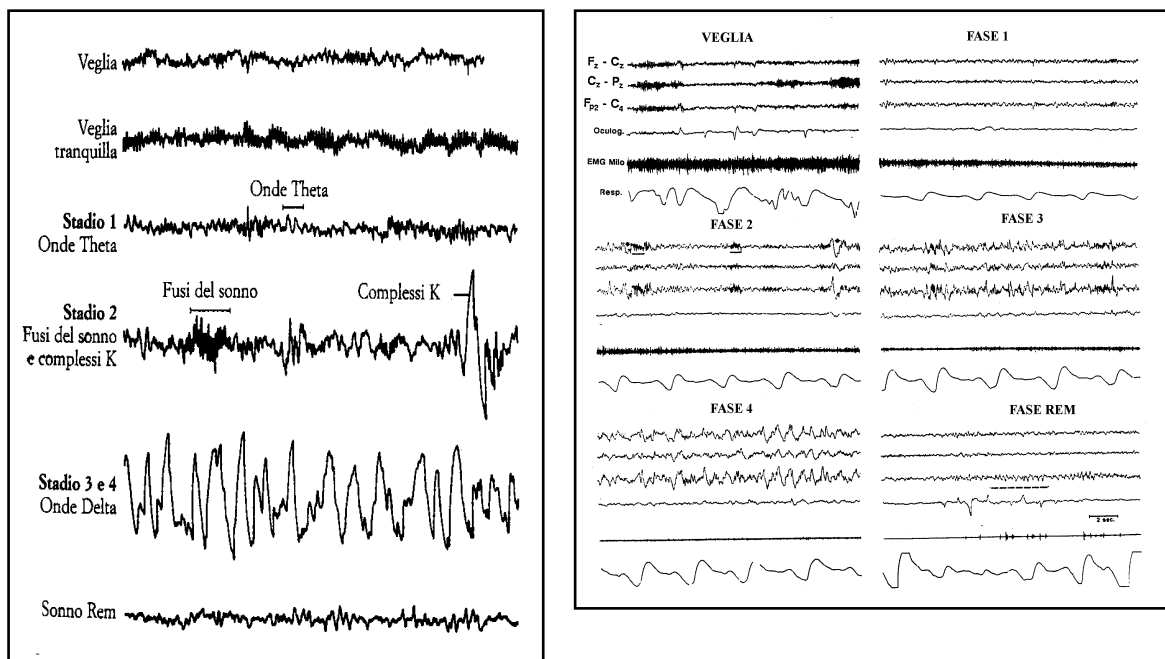 Veglia
Veglia
tranquilla
Onde Theta
Stadio 1
Onde Theta
Fusi del sonno
Complessi K
Stadio 2
Fusi del sonno
e complessi K
Stadio 3 e 4
Onde Delta
Sonno Rem
VEGLIA
FASE 1
Fz - Cz
Cz - Pz
Fp2 - C4
Oculog.
EMG Milo
Resp.
FASE 2
FASE 3
FASE 4
FASE REM
2 sec.